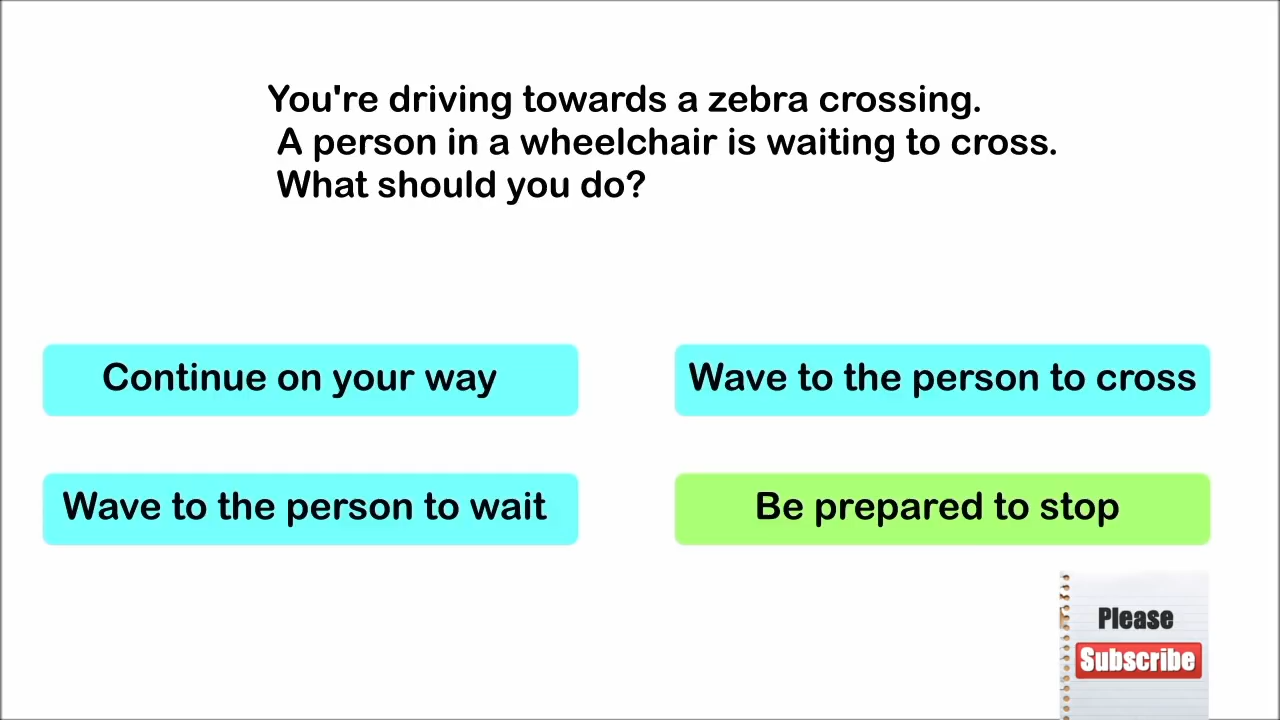 You're driving towards a zebra crossing.
A person in a wheelchair is waiting to cross.
What should you do?
Continue on your way
Wave to the person to cross
Wave to the person to wait
Be prepared to stop
Please
Subscribe